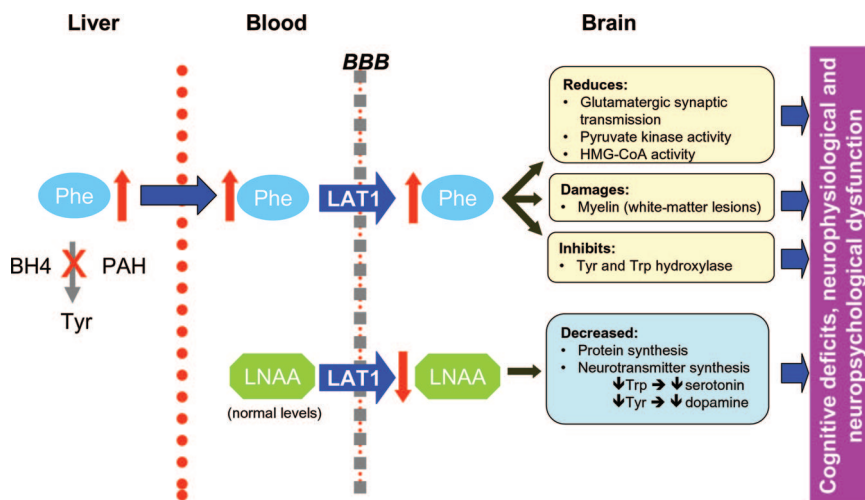 Liver
Blood
Brain
BBB
Reduces:
• Glutamatergic synaptic
transmission
• Pyruvate kinase activity
• HMG-CoA activity
Phe
Phe
LAT1
Phe
Damages:
• Myelin (white-matter lesions)
Inhibits:
• Tyr and Trp hydroxylase
BH4
PAH
Tyr
LNAA
(normal levels)
LAT1
LNAA
Decreased:
• Protein synthesis
• Neurotransmitter synthesis
↓Trp → ↓ serotonin
↓Tyr → ↓ dopamine
Cognitive deficits, neurophysiological and
neuropsychological dysfunction